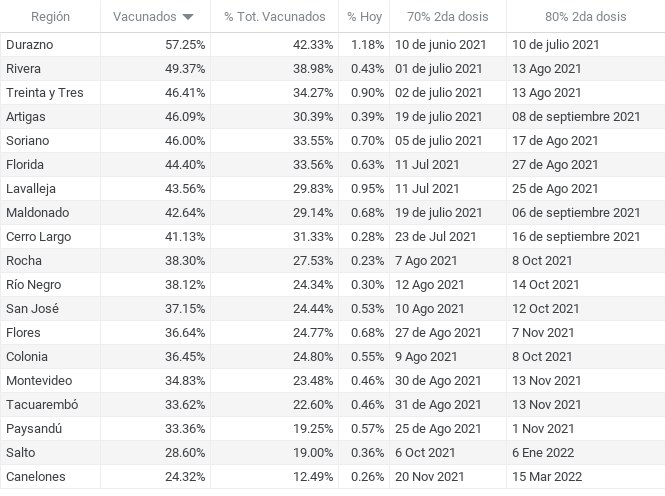 Región Vacunados % Tot. Vacunados % Hoy 70% 2da dosis 80% 2da dosis
Durazno 57.25% 42.33% 1.18% 10 de junio 2021 10 de julio 2021
Rivera 49.37% 38.98% 0.43% 01 de julio 2021 13 Ago 2021
Treinta y Tres 46.41% 34.27% 0.90% 02 de julio 2021 13 Ago 2021
Artigas 46.09% 30.39% 0.39% 19 de julio 2021 08 de septiembre 2021
Soriano 46.00% 33.55% 0.70% 05 de julio 2021 17 de Ago 2021
Florida 44.40% 33.56% 0.63% 11 Jul 2021 27 de Ago 2021
Lavalleja 43.56% 29.83% 0.95% 11 Jul 2021 25 de Ago 2021
Maldonado 42.64% 29.14% 0.68% 19 de julio 2021 06 de septiembre 2021
Cerro Largo 41.13% 31.33% 0.28% 23 de Jul 2021 16 de septiembre 2021
Rocha 38.30% 27.53% 0.23% 7 Ago 2021 8 Oct 2021
Río Negro 38.12% 24.34% 0.30% 12 Ago 2021 14 Oct 2021
San José 37.15% 24.44% 0.53% 10 Ago 2021 12 Oct 2021
Flores 36.64% 24.77% 0.68% 27 de Ago 2021 7 Nov 2021
Colonia 36.45% 24.80% 0.55% 9 Ago 2021 8 Oct 2021
Montevideo 34.83% 23.48% 0.46% 30 de Ago 2021 13 Nov 2021
Tacuarembó 33.62% 22.60% 0.46% 31 de Ago 2021 13 Nov 2021
Paysandú 33.36% 19.25% 0.57% 25 de Ago 2021 1 Nov 2021
Salto 28.60% 19.00% 0.36% 6 Oct 2021 6 Ene 2022
Canelones 24.32% 12.49% 0.26% 20 Nov 2021 15 Mar 2022